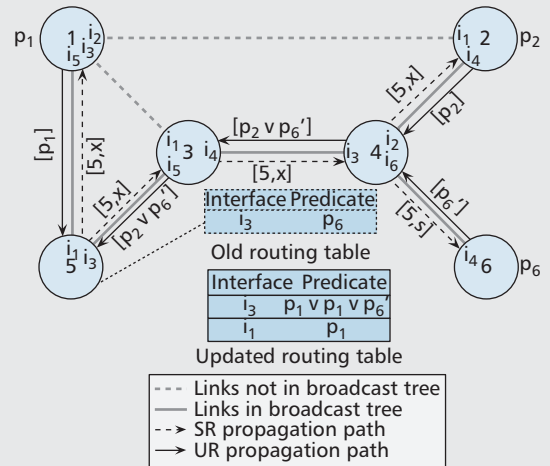 p₁ 1 i₂ i₃ i₅
i₁ 2 i₄ p₂
[p₁]
[5,x]
[5,x]
[p₂]
[p₂ v p₆′]
i₁ 3 i₄ i₅
[5,x]
i₃ 4 i₂ i₆
[5,x]
[p₂ v p₆′]
[p₆′]
[5,s]
i₁ 5 i₃
i₄ 6 p₆
Interface Predicate
i₃ p₆
Old routing table
Interface Predicate
i₃ p₁ v p₁ v p₆′
i₁ p₁
Updated routing table
Links not in broadcast tree
Links in broadcast tree
SR propagation path
UR propagation path